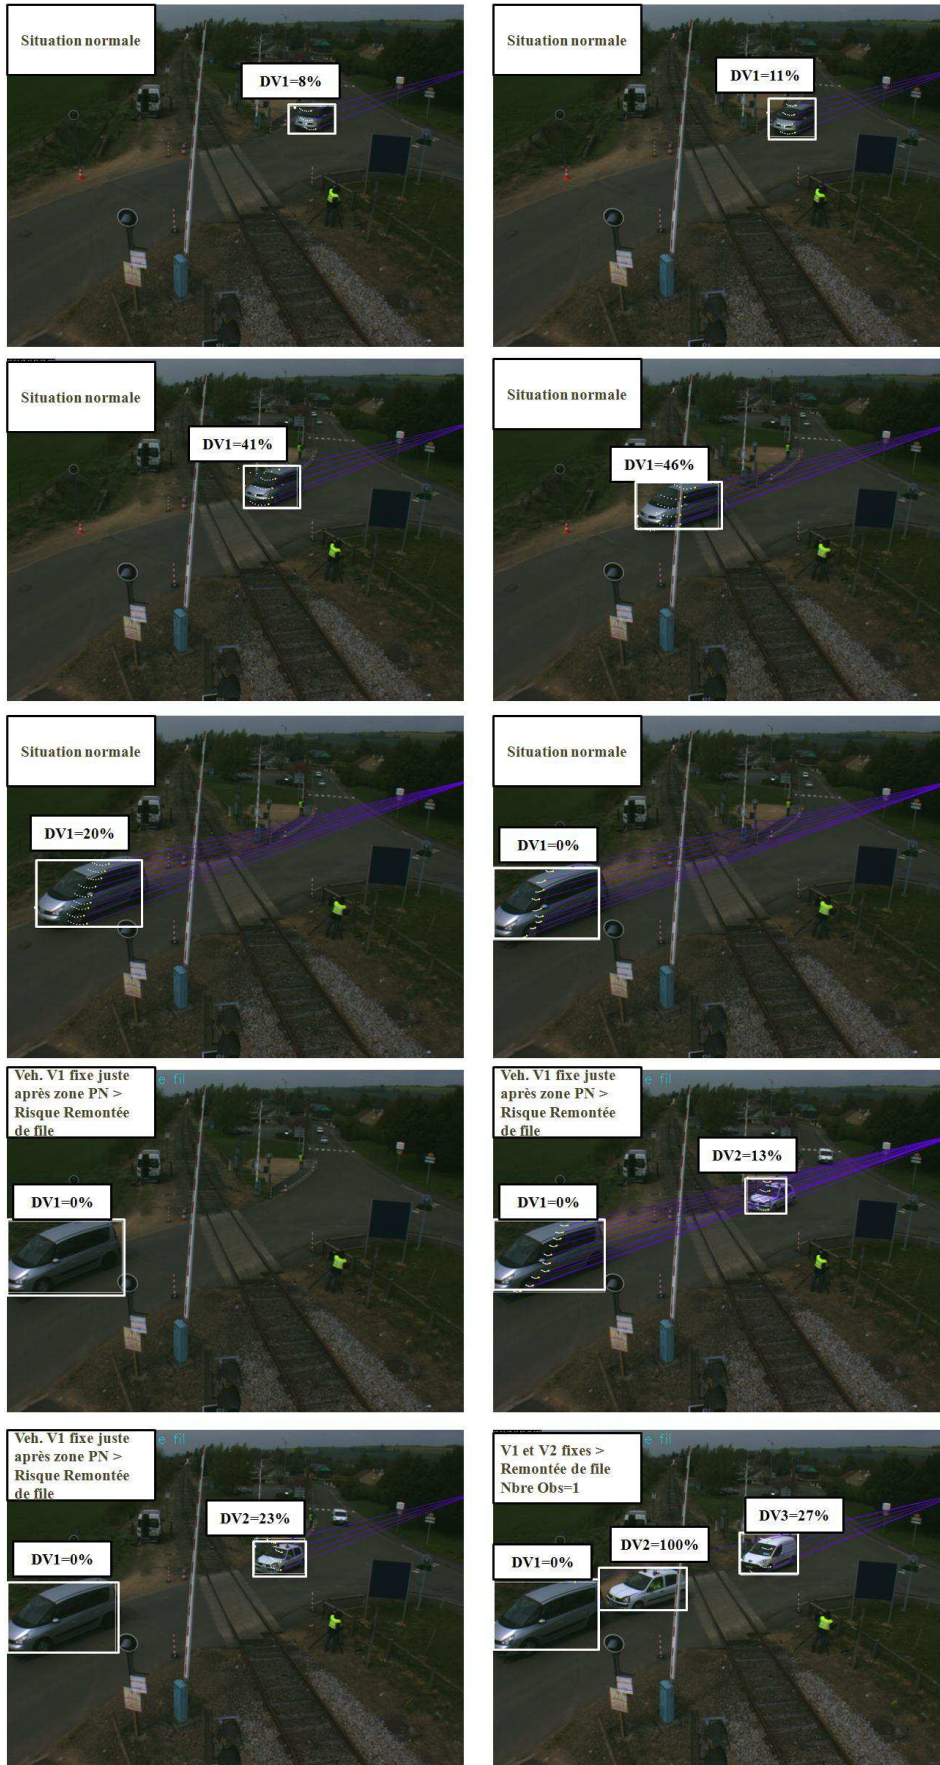 Situation normale
DV1=8%
Situation normale
DV1=11%
Situation normale
DV1=41%
Situation normale
DV1=46%
Situation normale
DV1=20%
Situation normale
DV1=0%
Veh. V1 fixe juste
après zone PN >
Risque Remontée
de file
e fil
DV1=0%
Veh. V1 fixe juste
après zone PN >
Risque Remontée
de file
e fil
DV2=13%
DV1=0%
Veh. V1 fixe juste
après zone PN >
Risque Remontée
de file
e fil
DV2=23%
DV1=0%
V1 et V2 fixes >
Remontée de file
Nbre Obs=1
e fil
DV3=27%
DV2=100%
DV1=0%